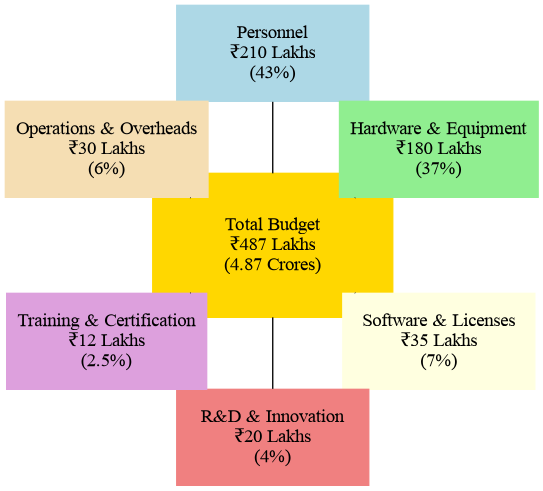 Personnel
₹210 Lakhs
(43%)
Operations & Overheads
₹30 Lakhs
(6%)
Hardware & Equipment
₹180 Lakhs
(37%)
Total Budget
₹487 Lakhs
(4.87 Crores)
Training & Certification
₹12 Lakhs
(2.5%)
Software & Licenses
₹35 Lakhs
(7%)
R&D & Innovation
₹20 Lakhs
(4%)